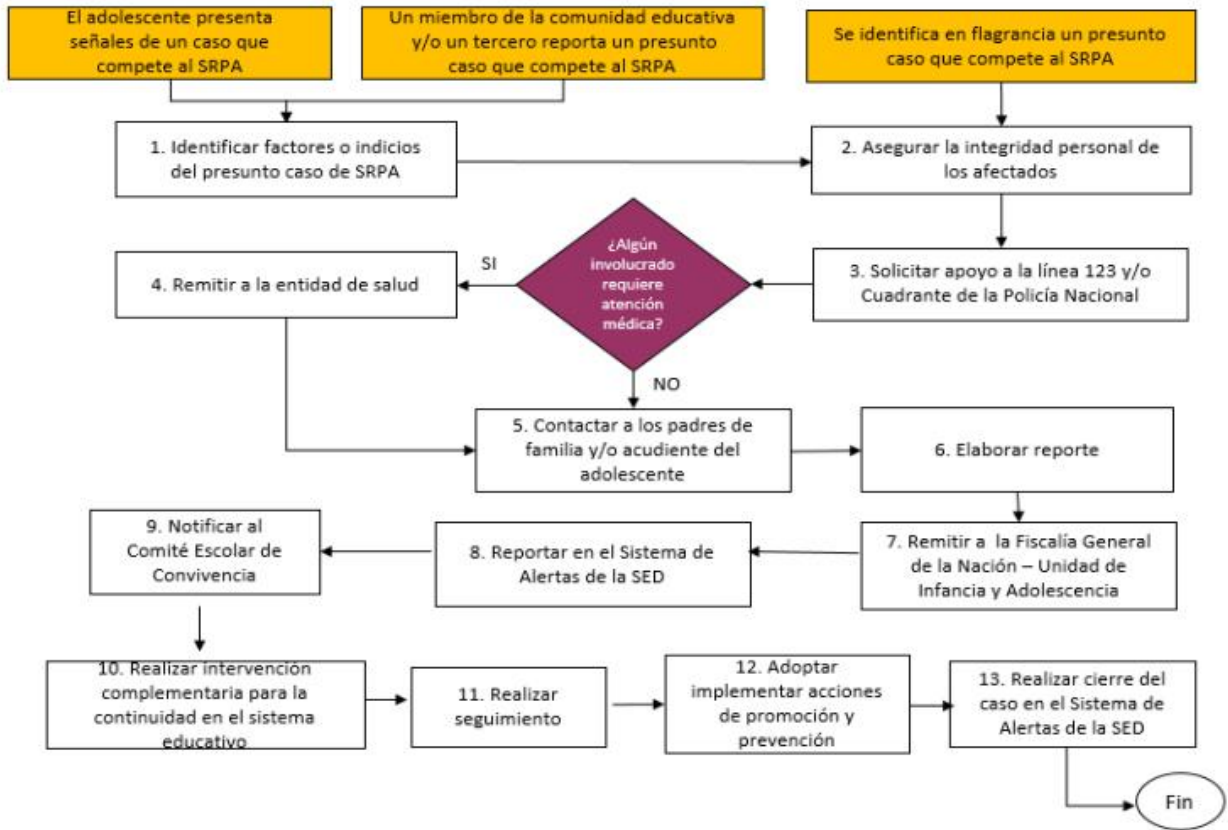 El adolescente presenta
señales de un caso que
compete al SRPA
Un miembro de la comunidad educativa
y/o un tercero reporta un presunto
caso que compete al SRPA
Se identifica en flagrancia un presunto
caso que compete al SRPA
1. Identificar factores o indicios
del presunto caso de SRPA
2. Asegurar la integridad personal de
los afectados
¿Algún
involucrado
requiere
atención
médica?
SI
NO
3. Solicitar apoyo a la línea 123 y/o
Cuadrante de la Policía Nacional
4. Remitir a la entidad de salud
5. Contactar a los padres de
familia y/o acudiente del
adolescente
6. Elaborar reporte
7. Remitir a la Fiscalía General
de la Nación – Unidad de
Infancia y Adolescencia
8. Reportar en el Sistema de
Alertas de la SED
9. Notificar al
Comité Escolar de
Convivencia
10. Realizar intervención
complementaria para la
continuidad en el sistema
educativo
11. Realizar
seguimiento
12. Adoptar
implementar acciones
de promoción y
prevención
13. Realizar cierre del
caso en el Sistema de
Alertas de la SED
Fin